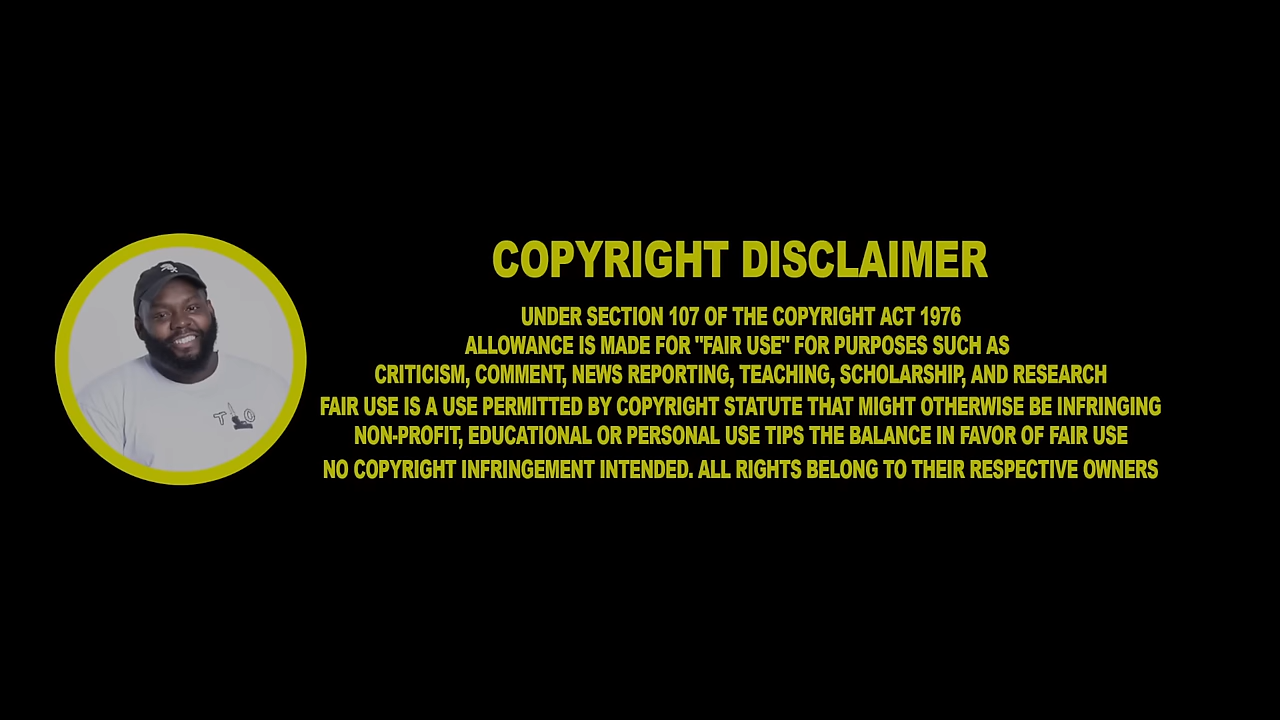 COPYRIGHT DISCLAIMER
UNDER SECTION 107 OF THE COPYRIGHT ACT 1976
ALLOWANCE IS MADE FOR "FAIR USE" FOR PURPOSES SUCH AS
CRITICISM, COMMENT, NEWS REPORTING, TEACHING, SCHOLARSHIP, AND RESEARCH
FAIR USE IS A USE PERMITTED BY COPYRIGHT STATUTE THAT MIGHT OTHERWISE BE INFRINGING
NON-PROFIT, EDUCATIONAL OR PERSONAL USE TIPS THE BALANCE IN FAVOR OF FAIR USE
NO COPYRIGHT INFRINGEMENT INTENDED. ALL RIGHTS BELONG TO THEIR RESPECTIVE OWNERS